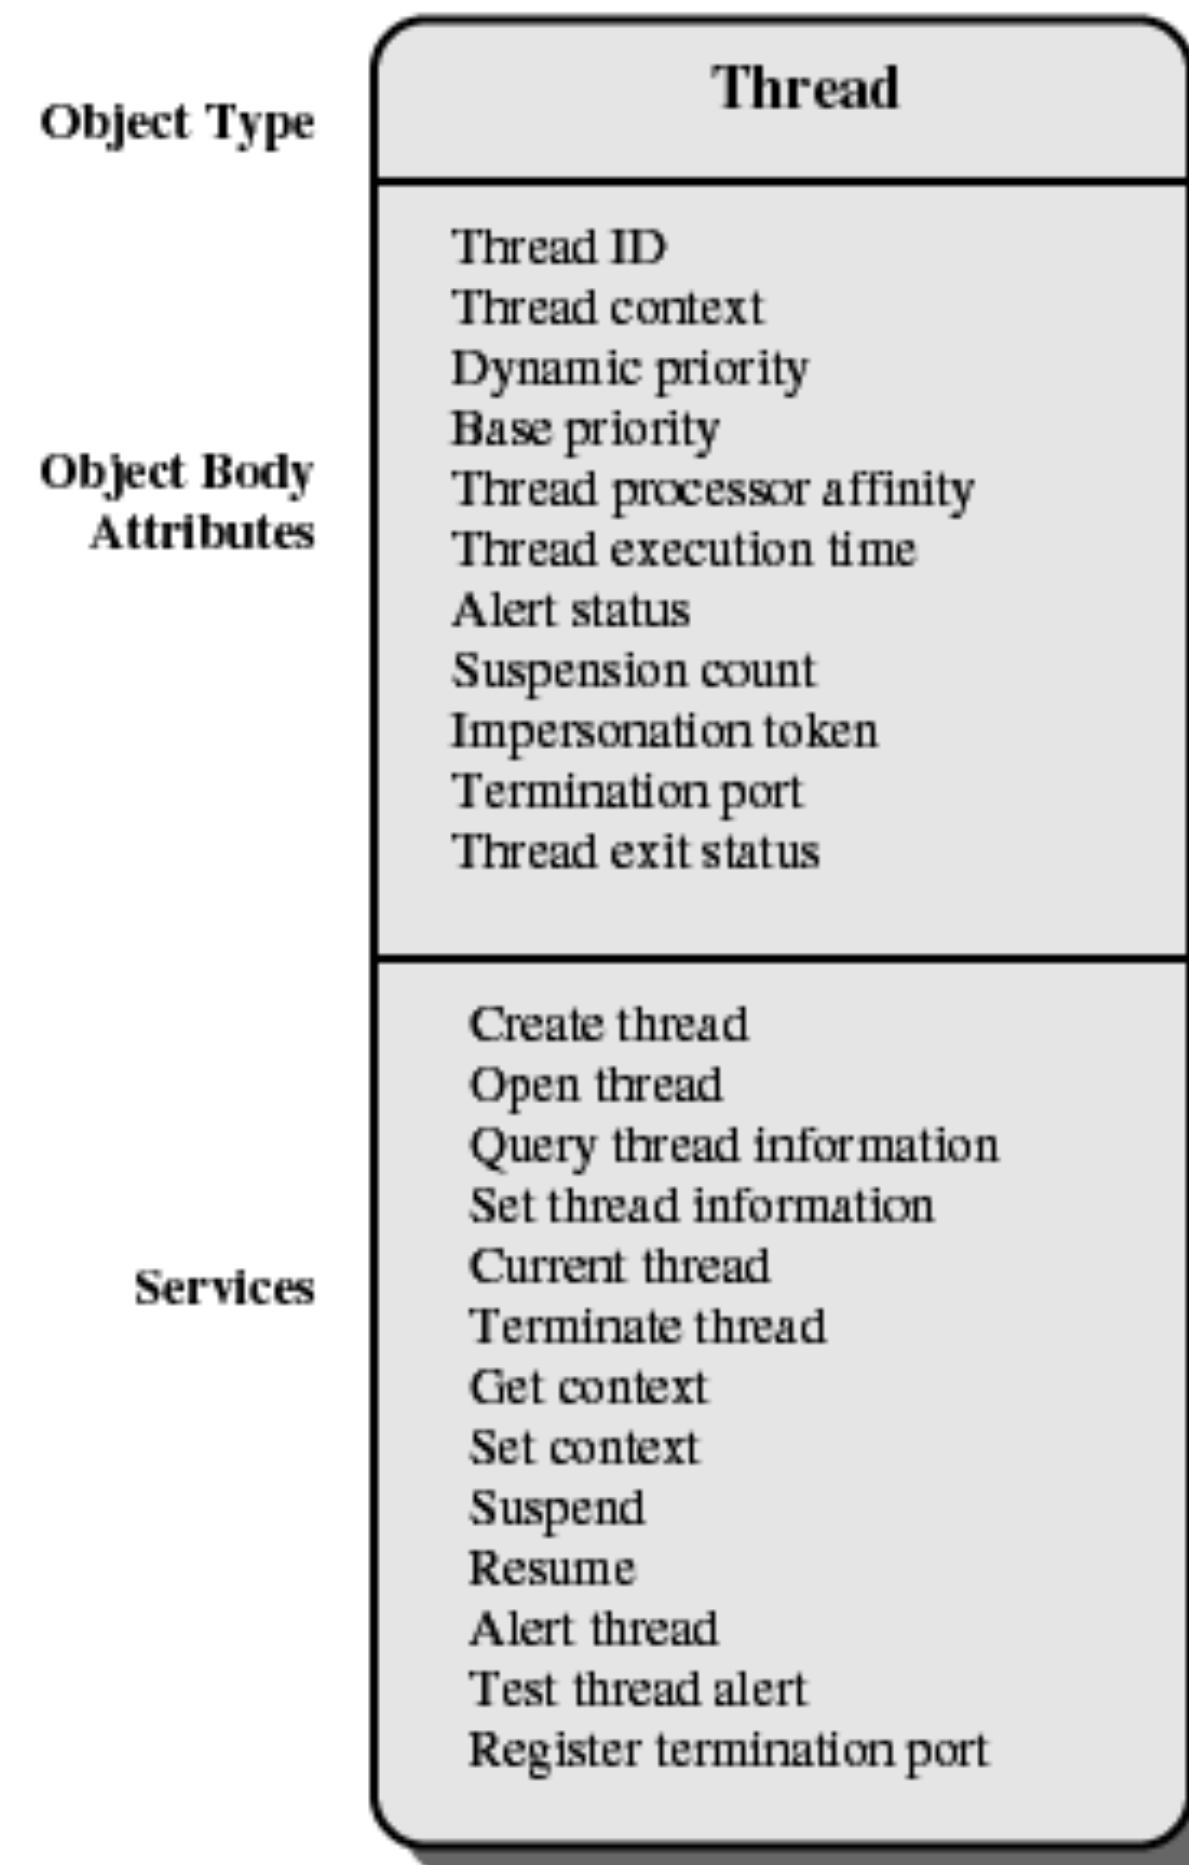 Thread
Object Type
Thread ID
Thread context
Dynamic priority
Base priority
Object Body
Attributes
Thread processor affinity
Thread execution time
Alert status
Suspension count
Impersonation token
Termination port
Thread exit status
Create thread
Open thread
Query thread information
Set thread information
Current thread
Services
Terminate thread
Get context
Set context
Suspend
Resume
Alert thread
Test thread alert
Register termination port